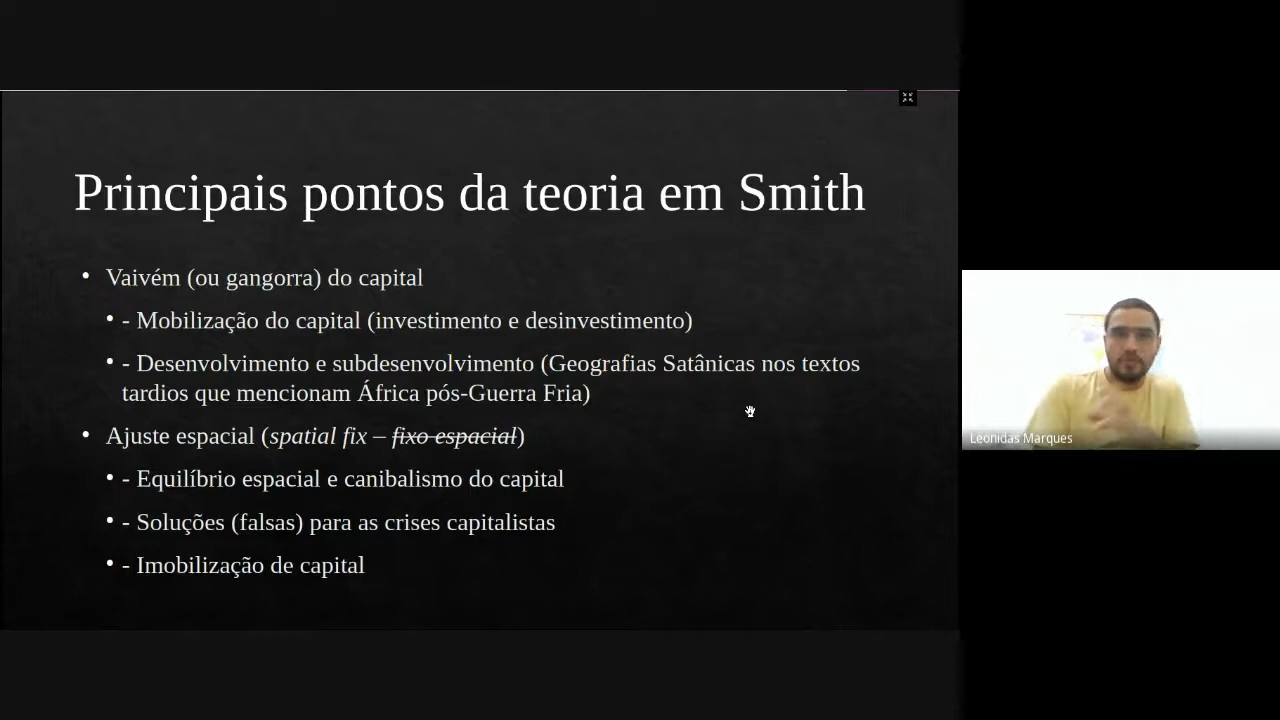 Principais pontos da teoria em Smith
• Vaivém (ou gangorra) do capital
• - Mobilização do capital (investimento e desinvestimento)
• - Desenvolvimento e subdesenvolvimento (Geografias Satânicas nos textos
tardios que mencionam África pós-Guerra Fria)
• Ajuste espacial (spatial fix – fixo espacial)
• - Equilíbrio espacial e canibalismo do capital
• - Soluções (falsas) para as crises capitalistas
• - Imobilização de capital
Leonidas Marques